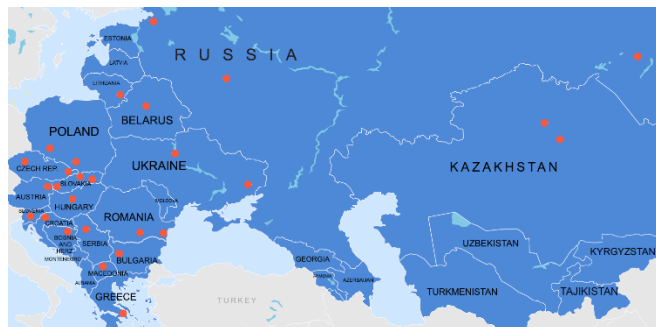 ESTONIA
RUSSIA
LATVIA
LITHUANIA
BELARUS
POLAND
UKRAINE
CZECH REP.
KAZAKHSTAN
SLOVAKIA
AUSTRIA
HUNGARY
MOLDOVA
SLOVENIA
ROMANIA
CROATIA
BOSNIA
AND
HERZ.
SERBIA
UZBEKISTAN
KYRGYZSTAN
MONTENEGRO
BULGARIA
GEORGIA
MACEDONIA
ARMENIA
AZERBAIJAN
ALBANIA
TURKMENISTAN
TAJIKISTAN
GREECE
TURKEY